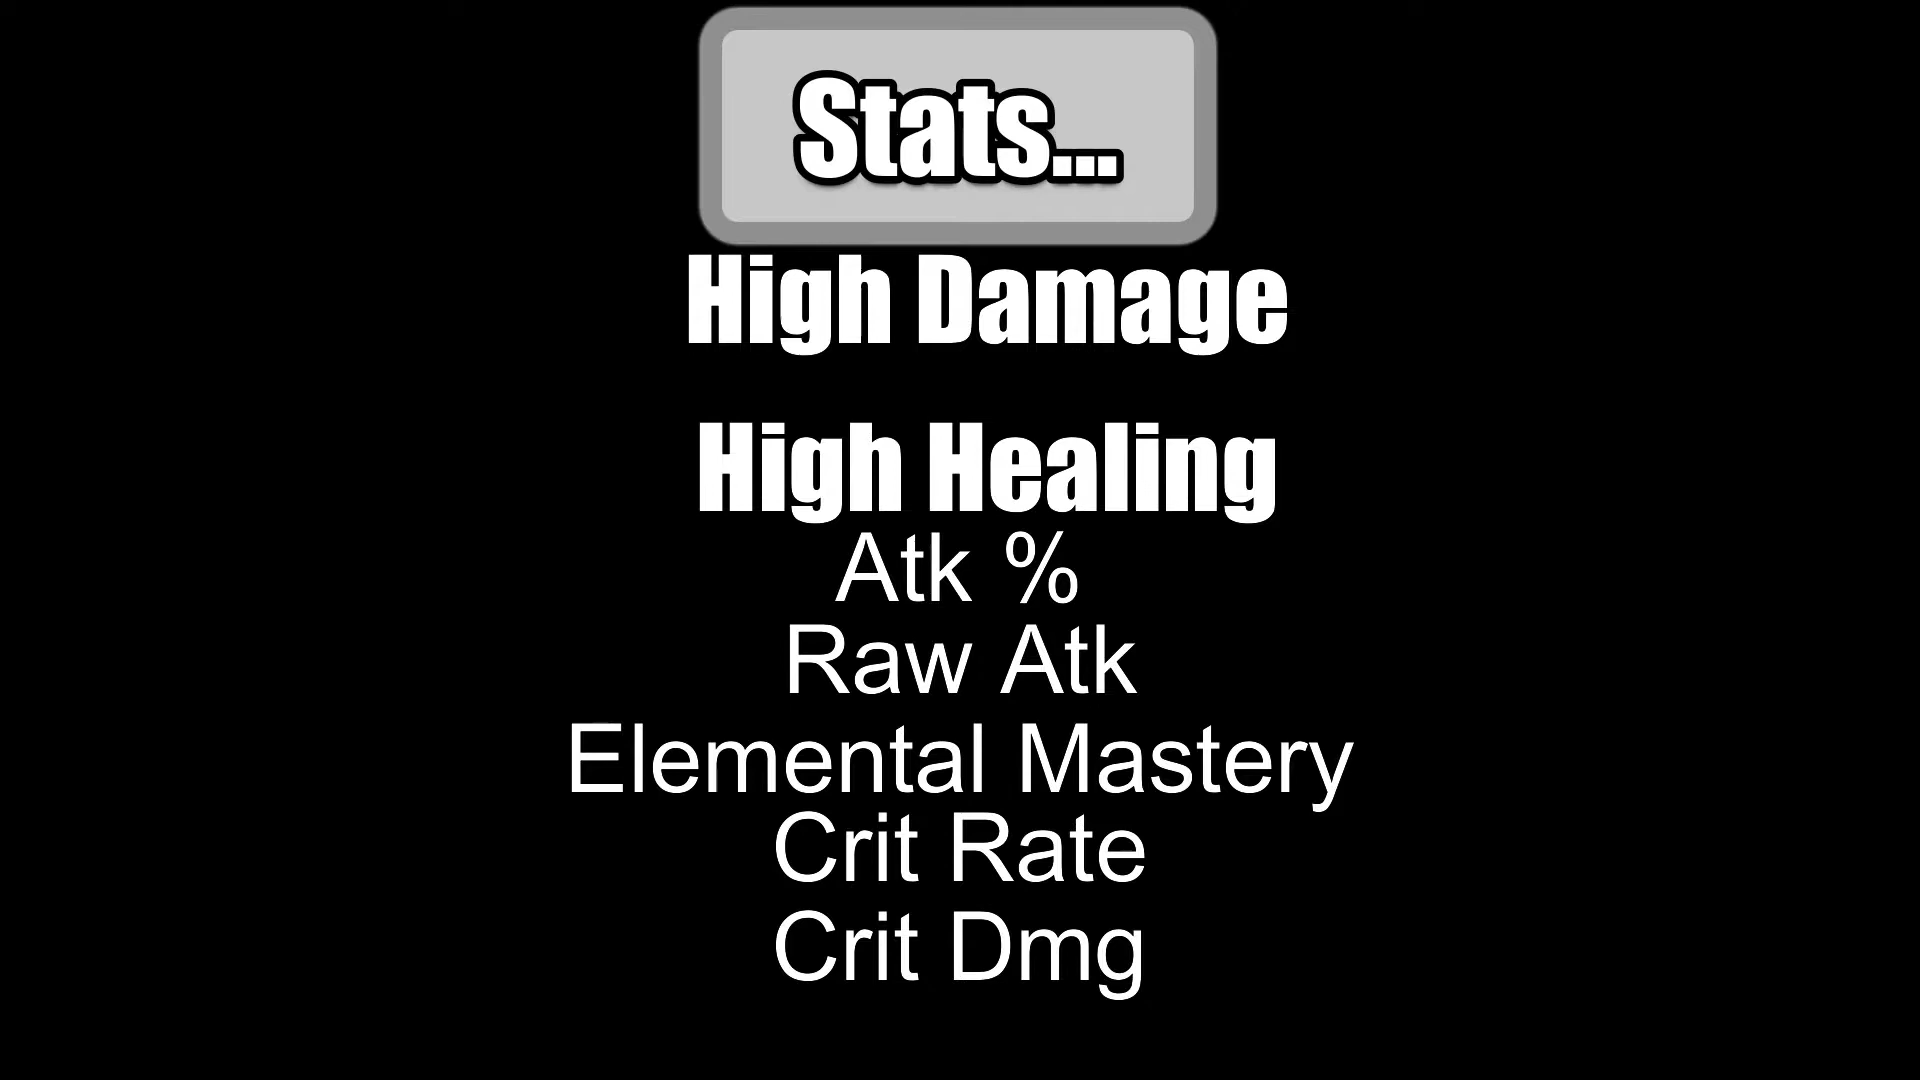 Stats...
High Damage
High Healing
Atk %
Raw Atk
Elemental Mastery
Crit Rate
Crit Dmg